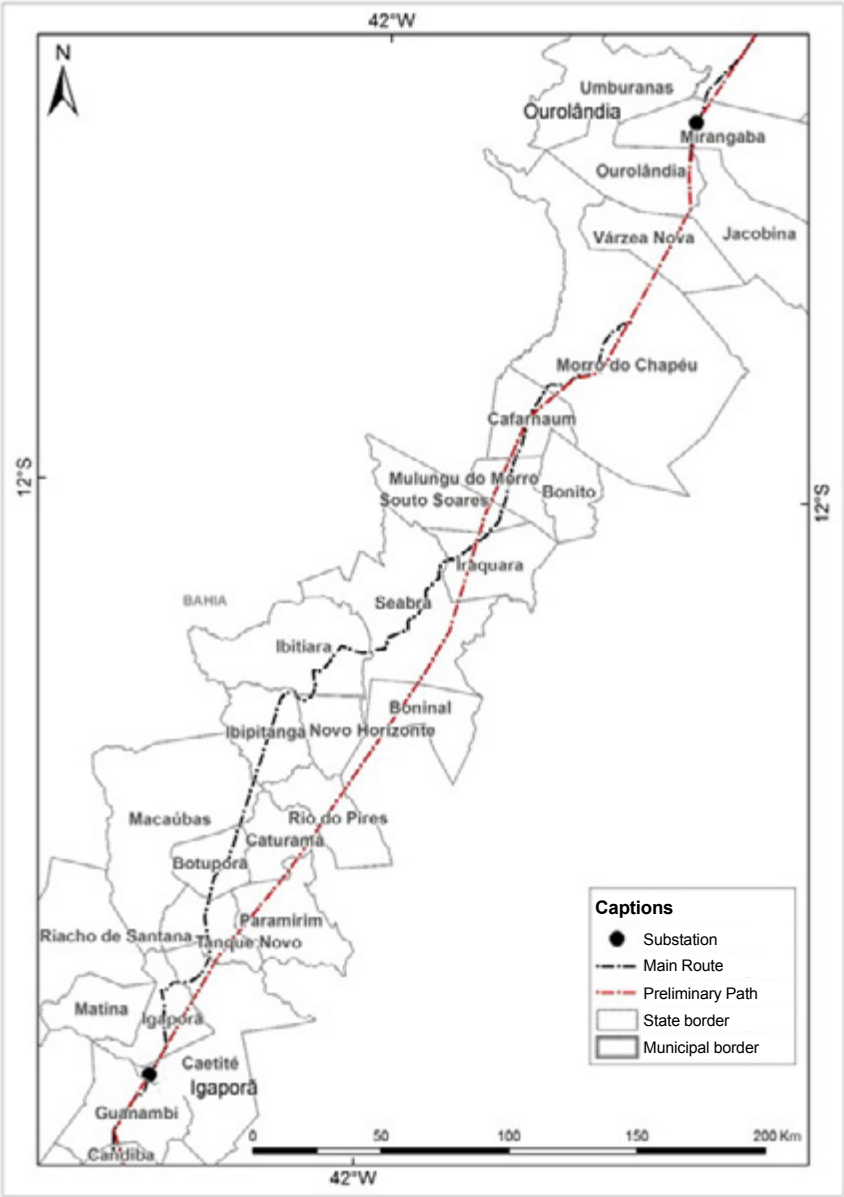 42°W
N
Umburanas
Ourolândia
Mirangaba
Ourolândia
Jacobina
Várzea Nova
Morro do Chapéu
Cafarnaum
12°S
Mulungu do Morro
Bonito
Souto Soares
12°S
Iraquara
BAHIA
Seabra
Ibitiara
Boninal
Ibipitanga
Novo Horizonte
Macaúbas
Rio do Pires
Caturama
Botuporã
Paramirim
Riacho de Santana
Tanque Novo
Matina
Igaporã
Caetité
Igaporã
Guanambi
Candiba
Captions
Substation
Main Route
Preliminary Path
State border
Municipal border
0 50 100 150 200 Km
42°W